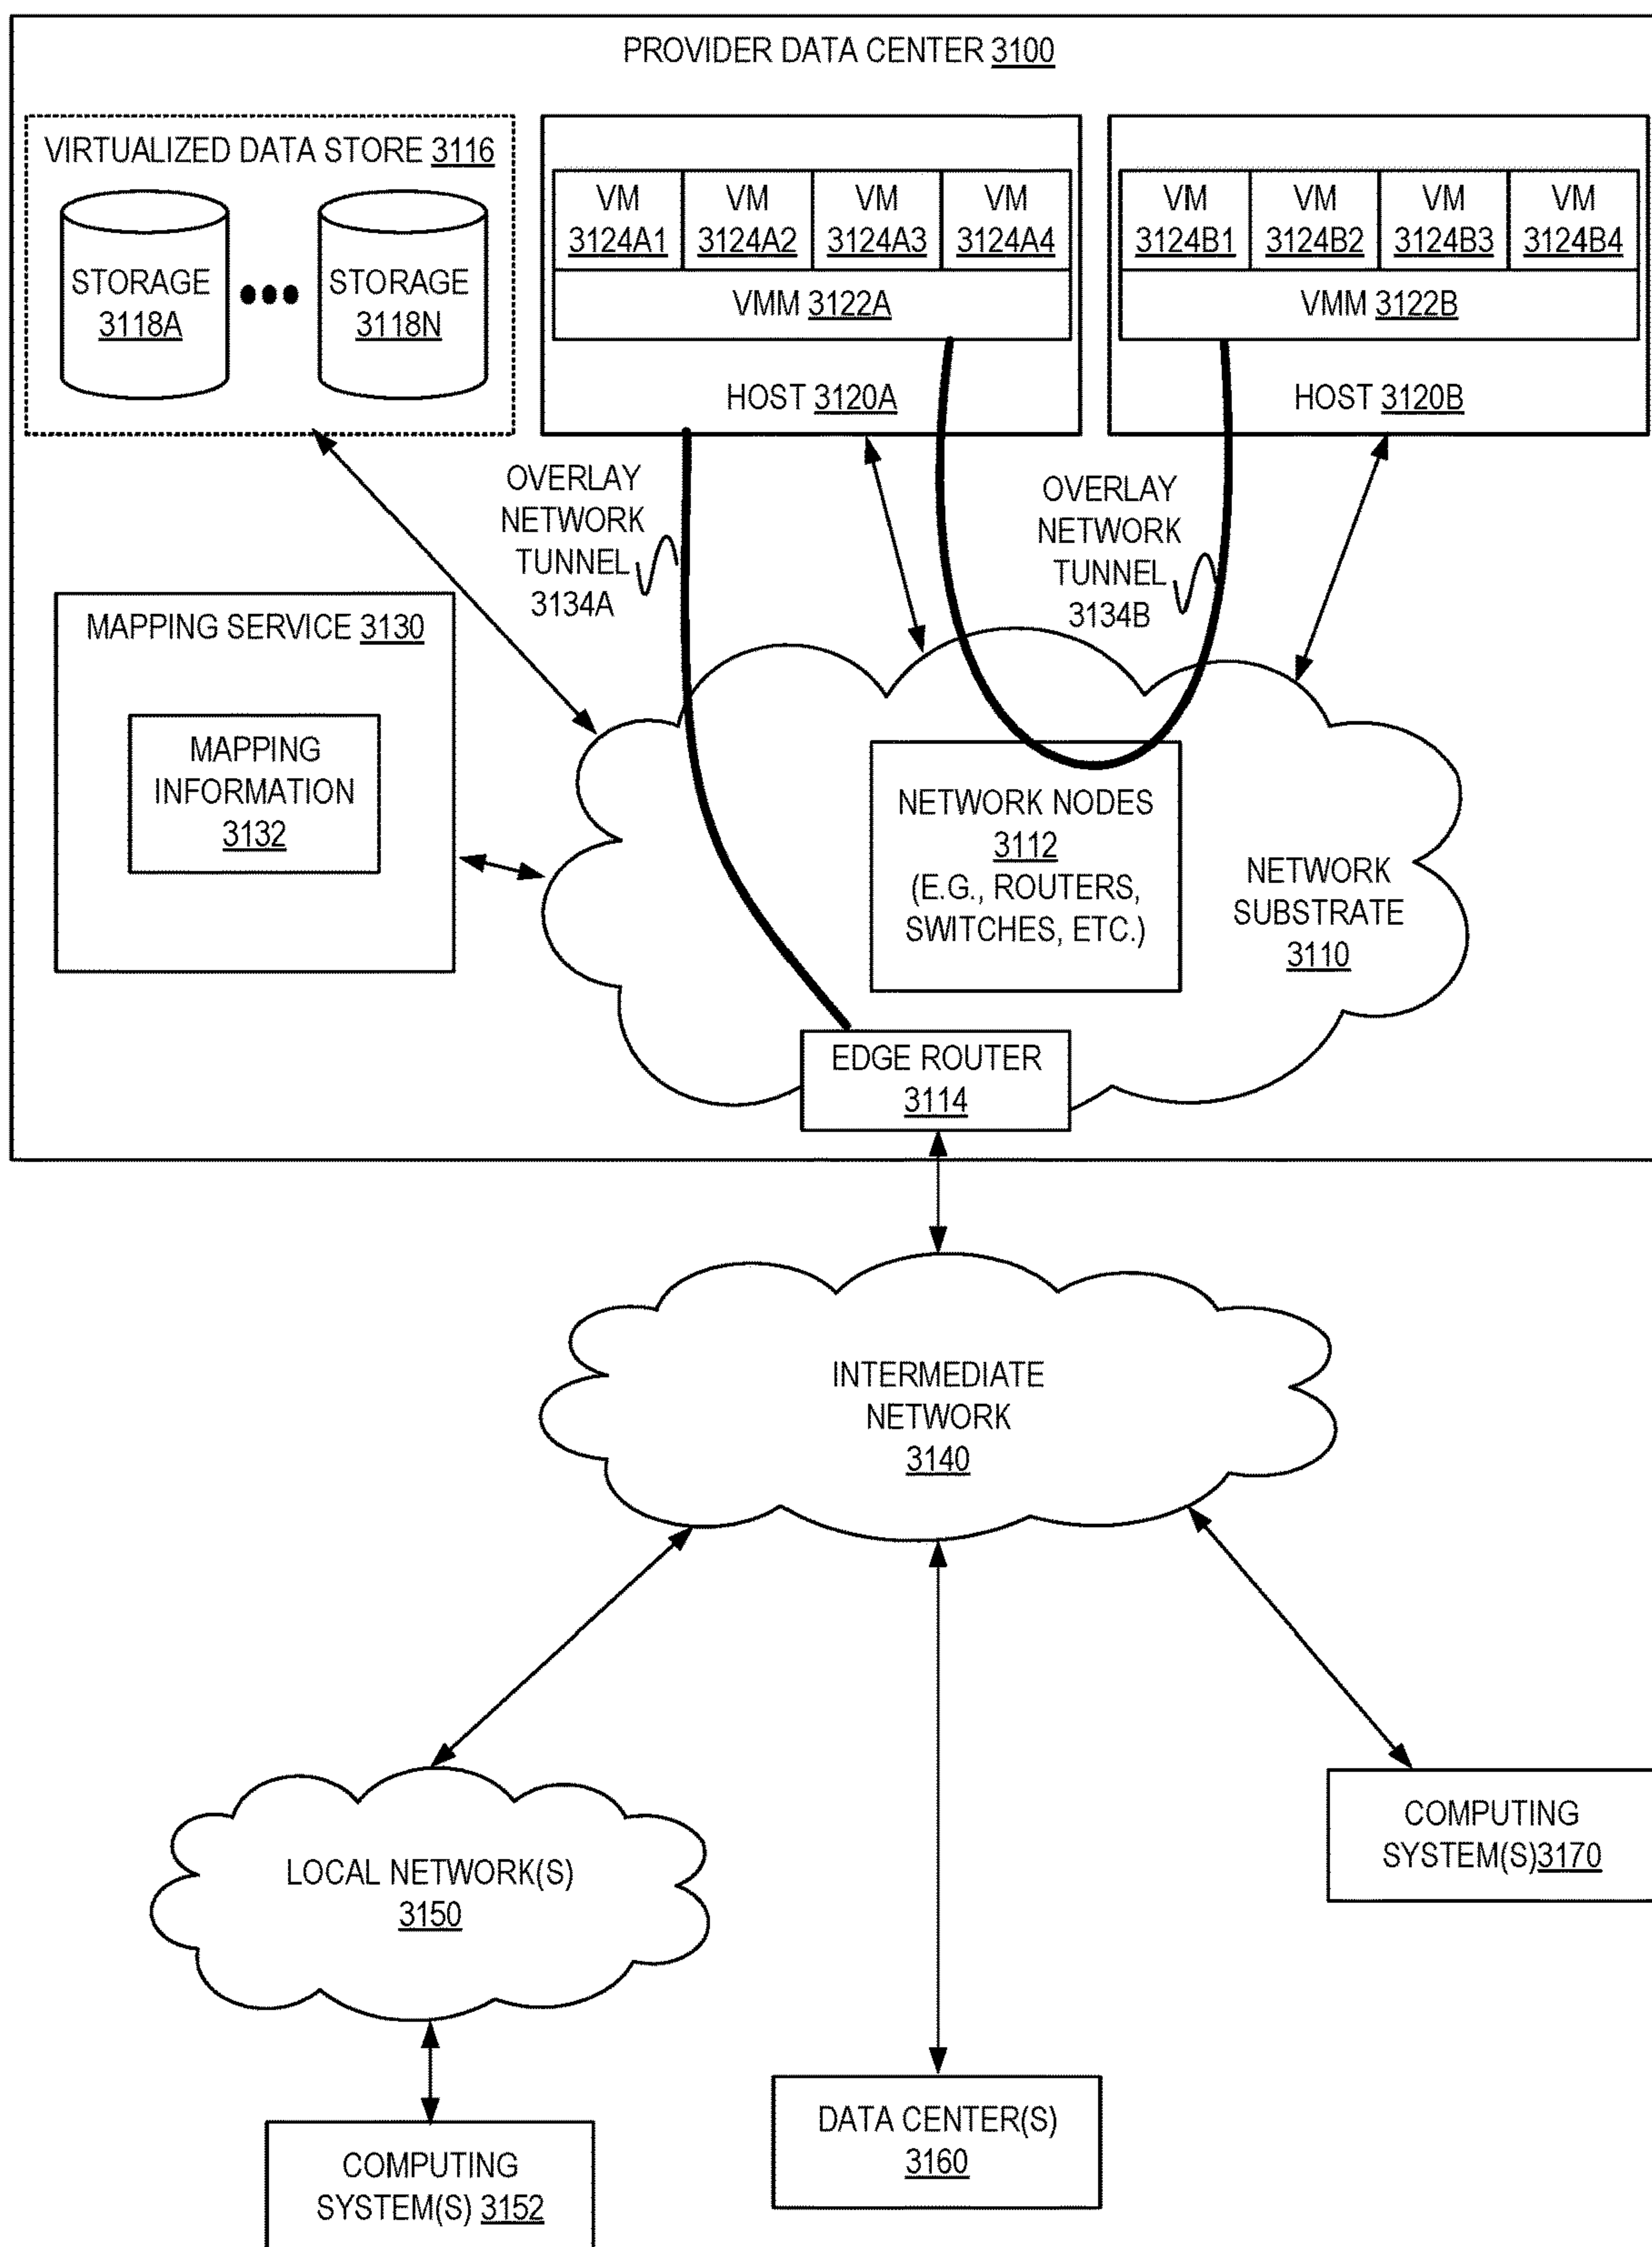 PROVIDER DATA CENTER 3100
VIRTUALIZED DATA STORE 3116
STORAGE
3118A
STORAGE
3118N
VM
3124A1
VM
3124A2
VM
3124A3
VM
3124A4
VMM 3122A
HOST 3120A
VM
3124B1
VM
3124B2
VM
3124B3
VM
3124B4
VMM 3122B
HOST 3120B
OVERLAY
NETWORK
TUNNEL
3134A
OVERLAY
NETWORK
TUNNEL
3134B
MAPPING SERVICE 3130
MAPPING
INFORMATION
3132
NETWORK NODES
3112
(E.G., ROUTERS,
SWITCHES, ETC.)
NETWORK
SUBSTRATE
3110
EDGE ROUTER
3114
INTERMEDIATE
NETWORK
3140
LOCAL NETWORK(S)
3150
COMPUTING
SYSTEM(S)3170
DATA CENTER(S)
3160
COMPUTING
SYSTEM(S) 3152